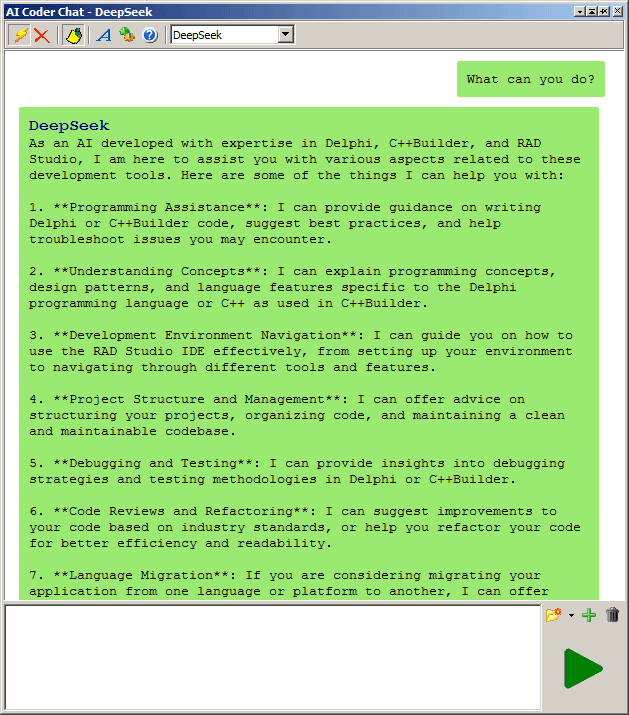 AI Coder Chat - DeepSeek
DeepSeek
What can you do?
DeepSeek
As an AI developed with expertise in Delphi, C++Builder, and RAD
Studio, I am here to assist you with various aspects related to these
development tools. Here are some of the things I can help you with:
1. **Programming Assistance**: I can provide guidance on writing
Delphi or C++Builder code, suggest best practices, and help
troubleshoot issues you may encounter.
2. **Understanding Concepts**: I can explain programming concepts,
design patterns, and language features specific to the Delphi
programming language or C++ as used in C++Builder.
3. **Development Environment Navigation**: I can guide you on how to
use the RAD Studio IDE effectively, from setting up your environment
to navigating through different tools and features.
4. **Project Structure and Management**: I can offer advice on
structuring your projects, organizing code, and maintaining a clean
and maintainable codebase.
5. **Debugging and Testing**: I can provide insights into debugging
strategies and testing methodologies in Delphi or C++Builder.
6. **Code Reviews and Refactoring**: I can suggest improvements to
your code based on industry standards, or help you refactor your code
for better efficiency and readability.
7. **Language Migration**: If you are considering migrating your
application from one language or platform to another, I can offer